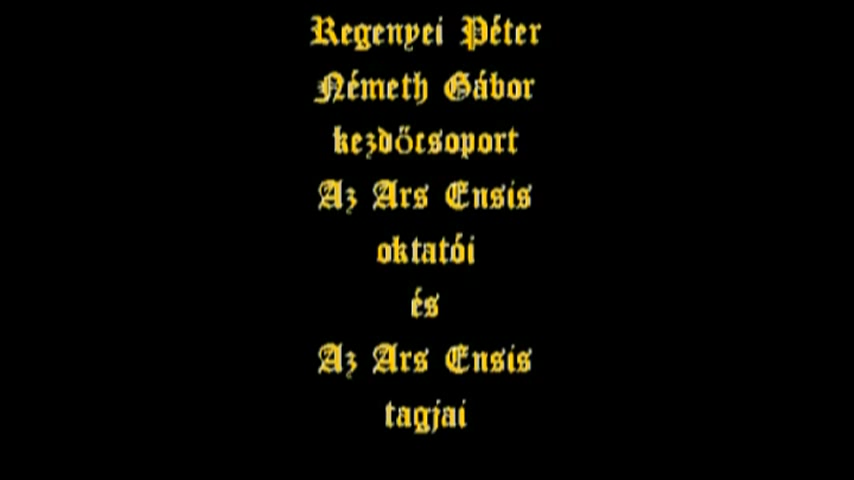 Regenyei Péter
Németh Gábor
kezdőcsoport
Az Ars Ensis
oktatói
és
Az Ars Ensis
tagjai